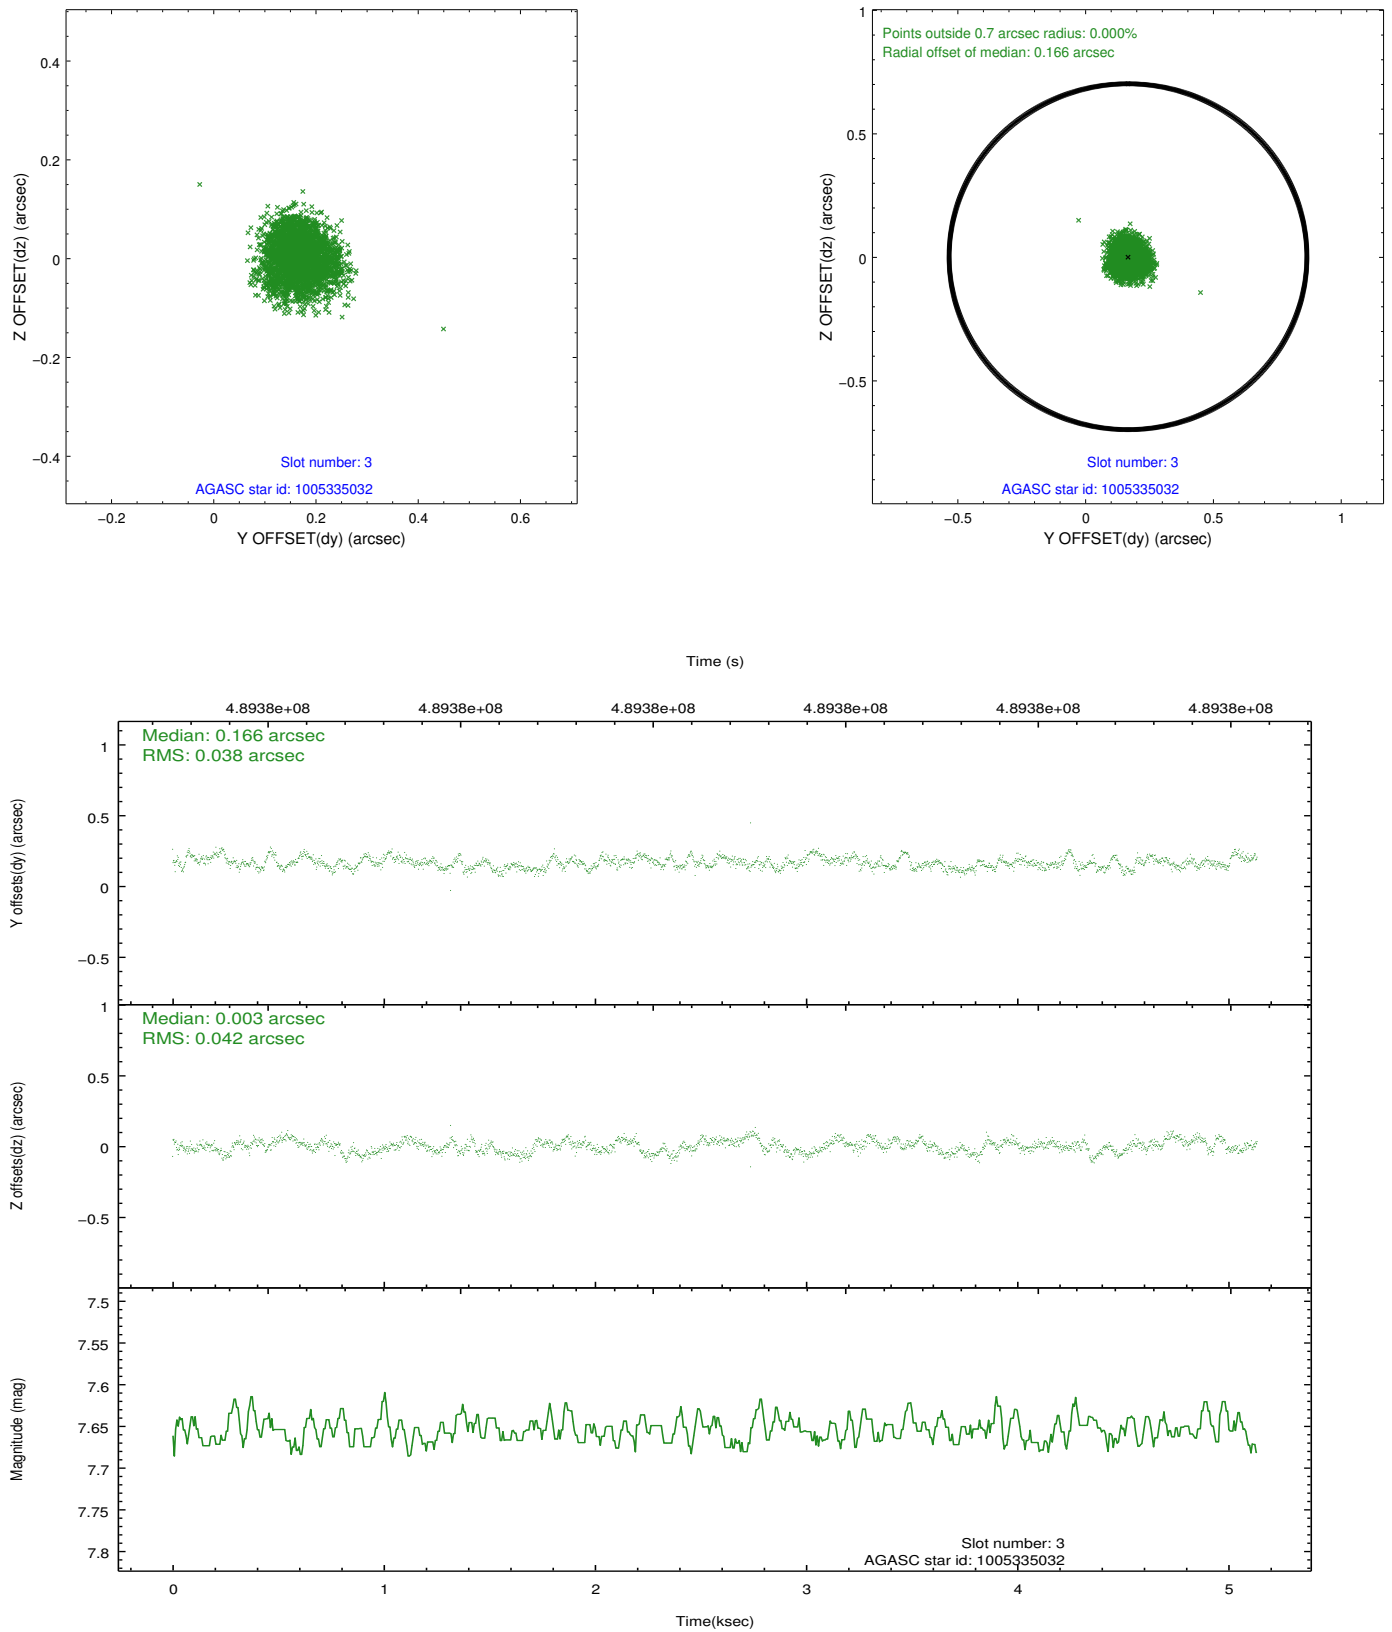 0.4
0.2
0
−0.2
−0.4
Z OFFSET(dz) (arcsec)
Slot number: 3
AGASC star id: 1005335032
−0.2 0 0.2 0.4 0.6
Y OFFSET(dy) (arcsec)
1
0.5
0
−0.5
Z OFFSET(dz) (arcsec)
Points outside 0.7 arcsec radius: 0.000%
Radial offset of median: 0.166 arcsec
Slot number: 3
AGASC star id: 1005335032
−0.5 0 0.5 1
Y OFFSET(dy) (arcsec)
Time (s)
4.8938e+08 4.8938e+08 4.8938e+08 4.8938e+08 4.8938e+08 4.8938e+08
Median: 0.166 arcsec
RMS: 0.038 arcsec
1
0.5
0
−0.5
Y offsets(dy) (arcsec)
Median: 0.003 arcsec
RMS: 0.042 arcsec
1
0.5
0
−0.5
Z offsets(dz) (arcsec)
7.5
7.55
7.6
7.65
7.7
7.75
7.8
Magnitude (mag)
Slot number: 3
AGASC star id: 1005335032
0 1 2 3 4 5
Time(ksec)